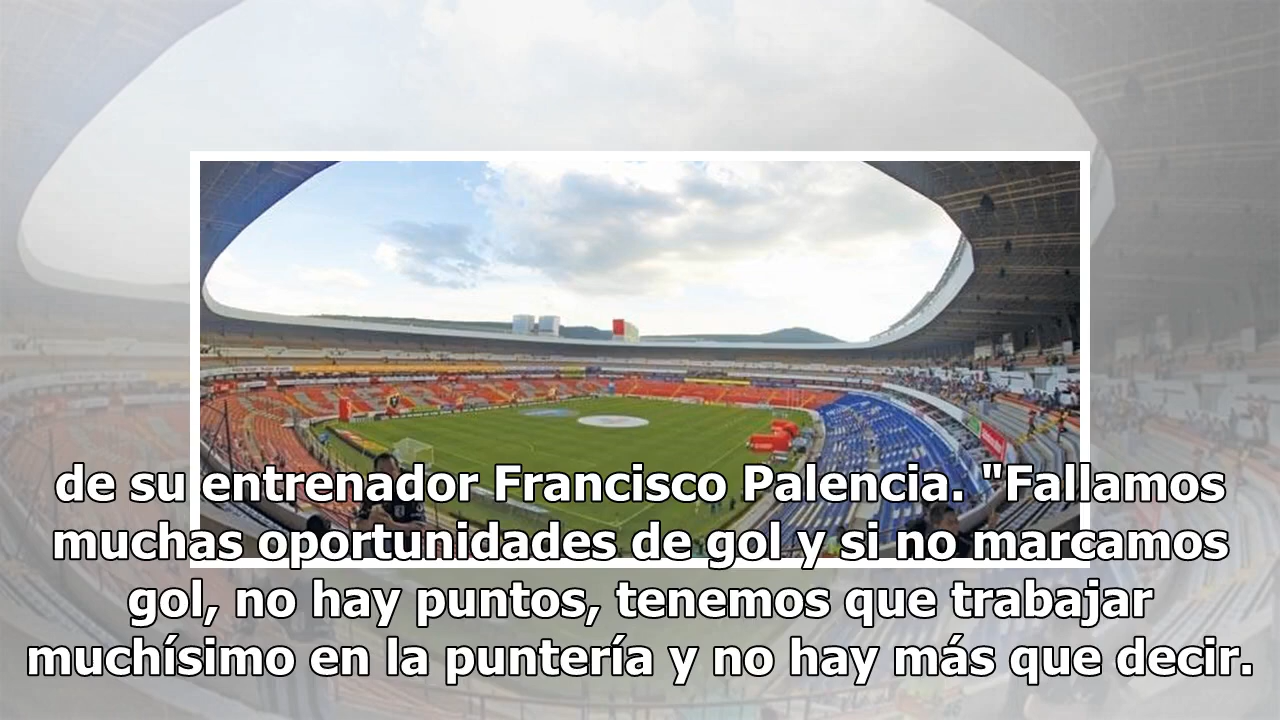 de su entrenador Francisco Palencia. "Fallamos
muchas oportunidades de gol y si no marcamos
gol, no hay puntos, tenemos que trabajar
muchísimo en la puntería y no hay más que decir.